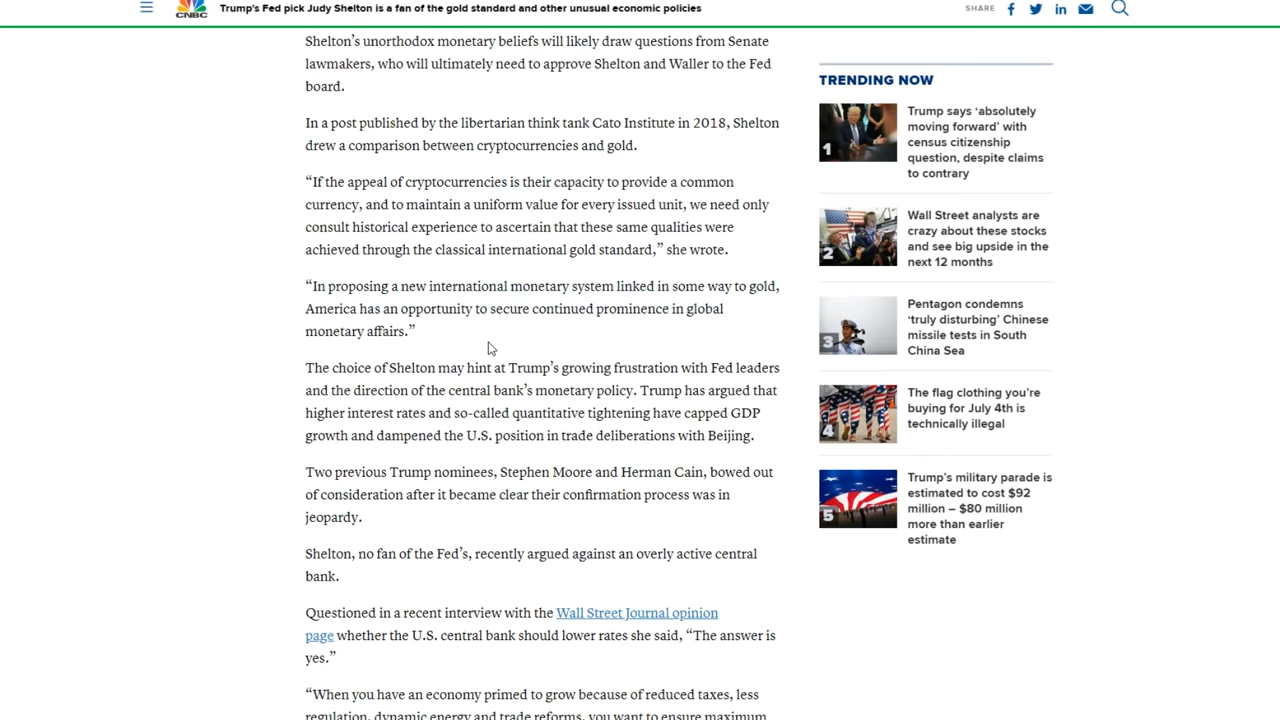 CNBC
Trump's Fed pick Judy Shelton is a fan of the gold standard and other unusual economic policies
SHARE
Shelton’s unorthodox monetary beliefs will likely draw questions from Senate
lawmakers, who will ultimately need to approve Shelton and Waller to the Fed
board.
In a post published by the libertarian think tank Cato Institute in 2018, Shelton
drew a comparison between cryptocurrencies and gold.
“If the appeal of cryptocurrencies is their capacity to provide a common
currency, and to maintain a uniform value for every issued unit, we need only
consult historical experience to ascertain that these same qualities were
achieved through the classical international gold standard,” she wrote.
“In proposing a new international monetary system linked in some way to gold,
America has an opportunity to secure continued prominence in global
monetary affairs.”
The choice of Shelton may hint at Trump’s growing frustration with Fed leaders
and the direction of the central bank’s monetary policy. Trump has argued that
higher interest rates and so-called quantitative tightening have capped GDP
growth and dampened the U.S. position in trade deliberations with Beijing.
Two previous Trump nominees, Stephen Moore and Herman Cain, bowed out
of consideration after it became clear their confirmation process was in
jeopardy.
Shelton, no fan of the Fed’s, recently argued against an overly active central
bank.
Questioned in a recent interview with the Wall Street Journal opinion
page whether the U.S. central bank should lower rates she said, “The answer is
yes.”
“When you have an economy primed to grow because of reduced taxes, less
regulation, dynamic energy and trade reforms, you want to ensure maximum
TRENDING NOW
1
Trump says ‘absolutely
moving forward’ with
census citizenship
question, despite claims
to contrary
2
Wall Street analysts are
crazy about these stocks
and see big upside in the
next 12 months
3
Pentagon condemns
‘truly disturbing’ Chinese
missile tests in South
China Sea
4
The flag clothing you’re
buying for July 4th is
technically illegal
5
Trump’s military parade is
estimated to cost $92
million – $80 million
more than earlier
estimate